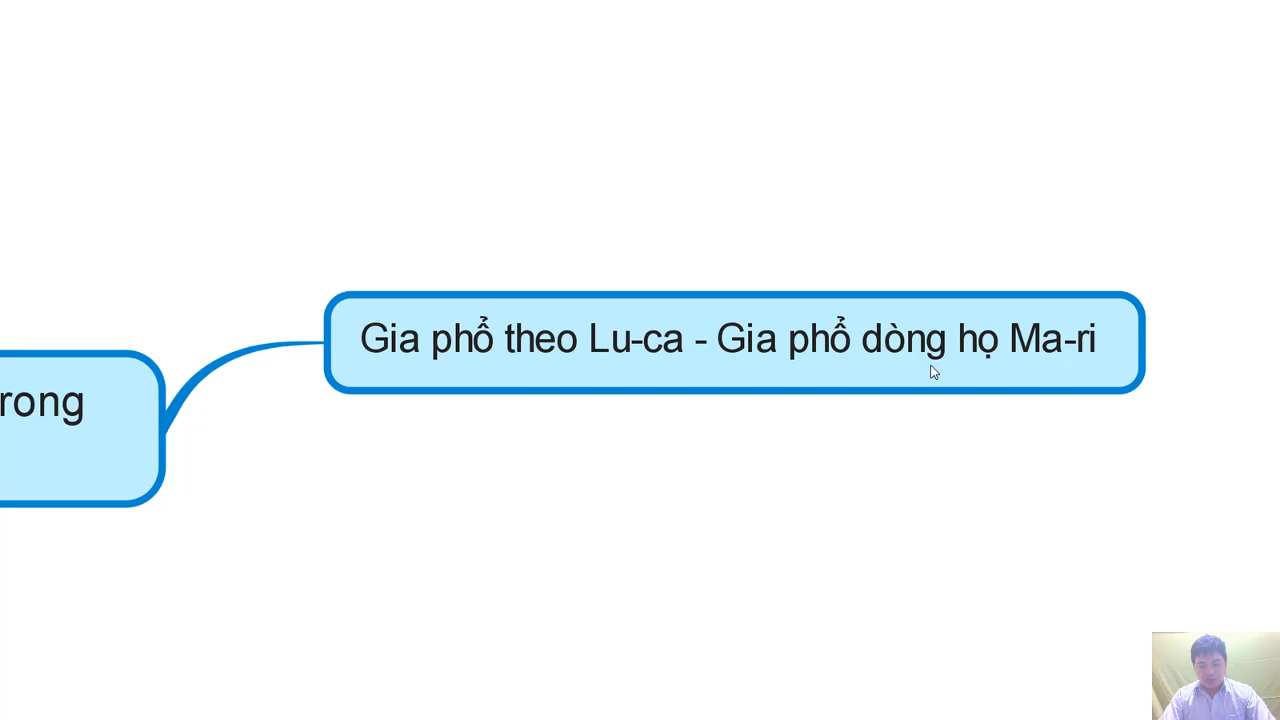 Gia phổ theo Lu-ca - Gia phổ dòng họ Ma-ri
rong